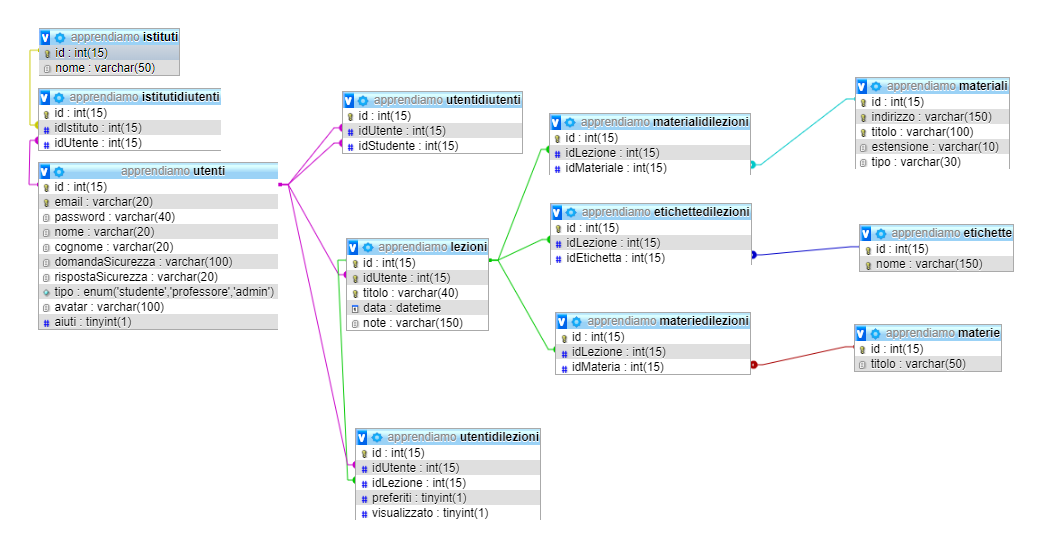 apprendiamo istituti
id : int(15)
nome : varchar(50)
apprendiamo istitutidiutenti
id : int(15)
idIstituto : int(15)
idUtente : int(15)
apprendiamo utenti
id : int(15)
email : varchar(20)
password : varchar(40)
nome : varchar(20)
cognome : varchar(20)
domandaSicurezza : varchar(100)
rispostaSicurezza : varchar(20)
tipo : enum('studente','professore','admin')
avatar : varchar(100)
aiuti : tinyint(1)
apprendiamo utentidiutenti
id : int(15)
idUtente : int(15)
idStudente : int(15)
apprendiamo lezioni
id : int(15)
idUtente : int(15)
titolo : varchar(40)
data : datetime
note : varchar(150)
apprendiamo utentidilezioni
id : int(15)
idUtente : int(15)
idLezione : int(15)
preferiti : tinyint(1)
visualizzato : tinyint(1)
apprendiamo materialidilezioni
id : int(15)
idLezione : int(15)
idMateriale : int(15)
apprendiamo etichettedilezioni
id : int(15)
idLezione : int(15)
idEtichetta : int(15)
apprendiamo materiedilezioni
id : int(15)
idLezione : int(15)
idMateria : int(15)
apprendiamo materiali
id : int(15)
indirizzo : varchar(150)
titolo : varchar(100)
estensione : varchar(10)
tipo : varchar(30)
apprendiamo etichette
id : int(15)
nome : varchar(150)
apprendiamo materie
id : int(15)
titolo : varchar(50)